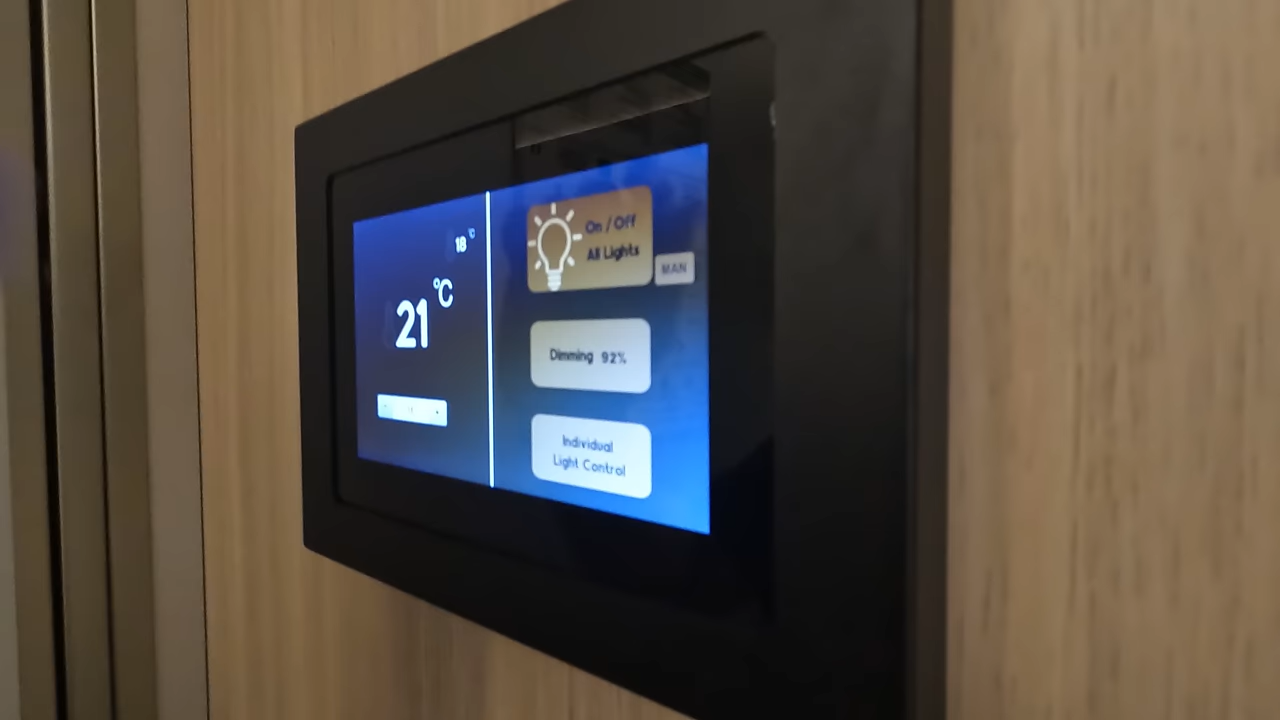 18 °C
21 °C
On / Off
All Lights
MAN
Dimming 92%
Individual
Light Control